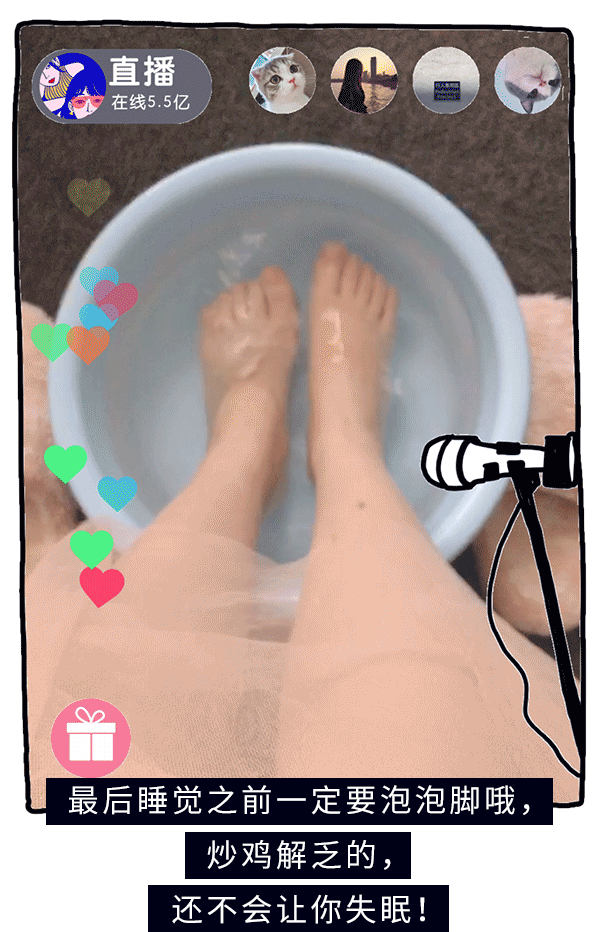 直播
在线5.5亿
最后睡觉之前一定要泡泡脚哦，
炒鸡解乏的，
还不会让你失眠！